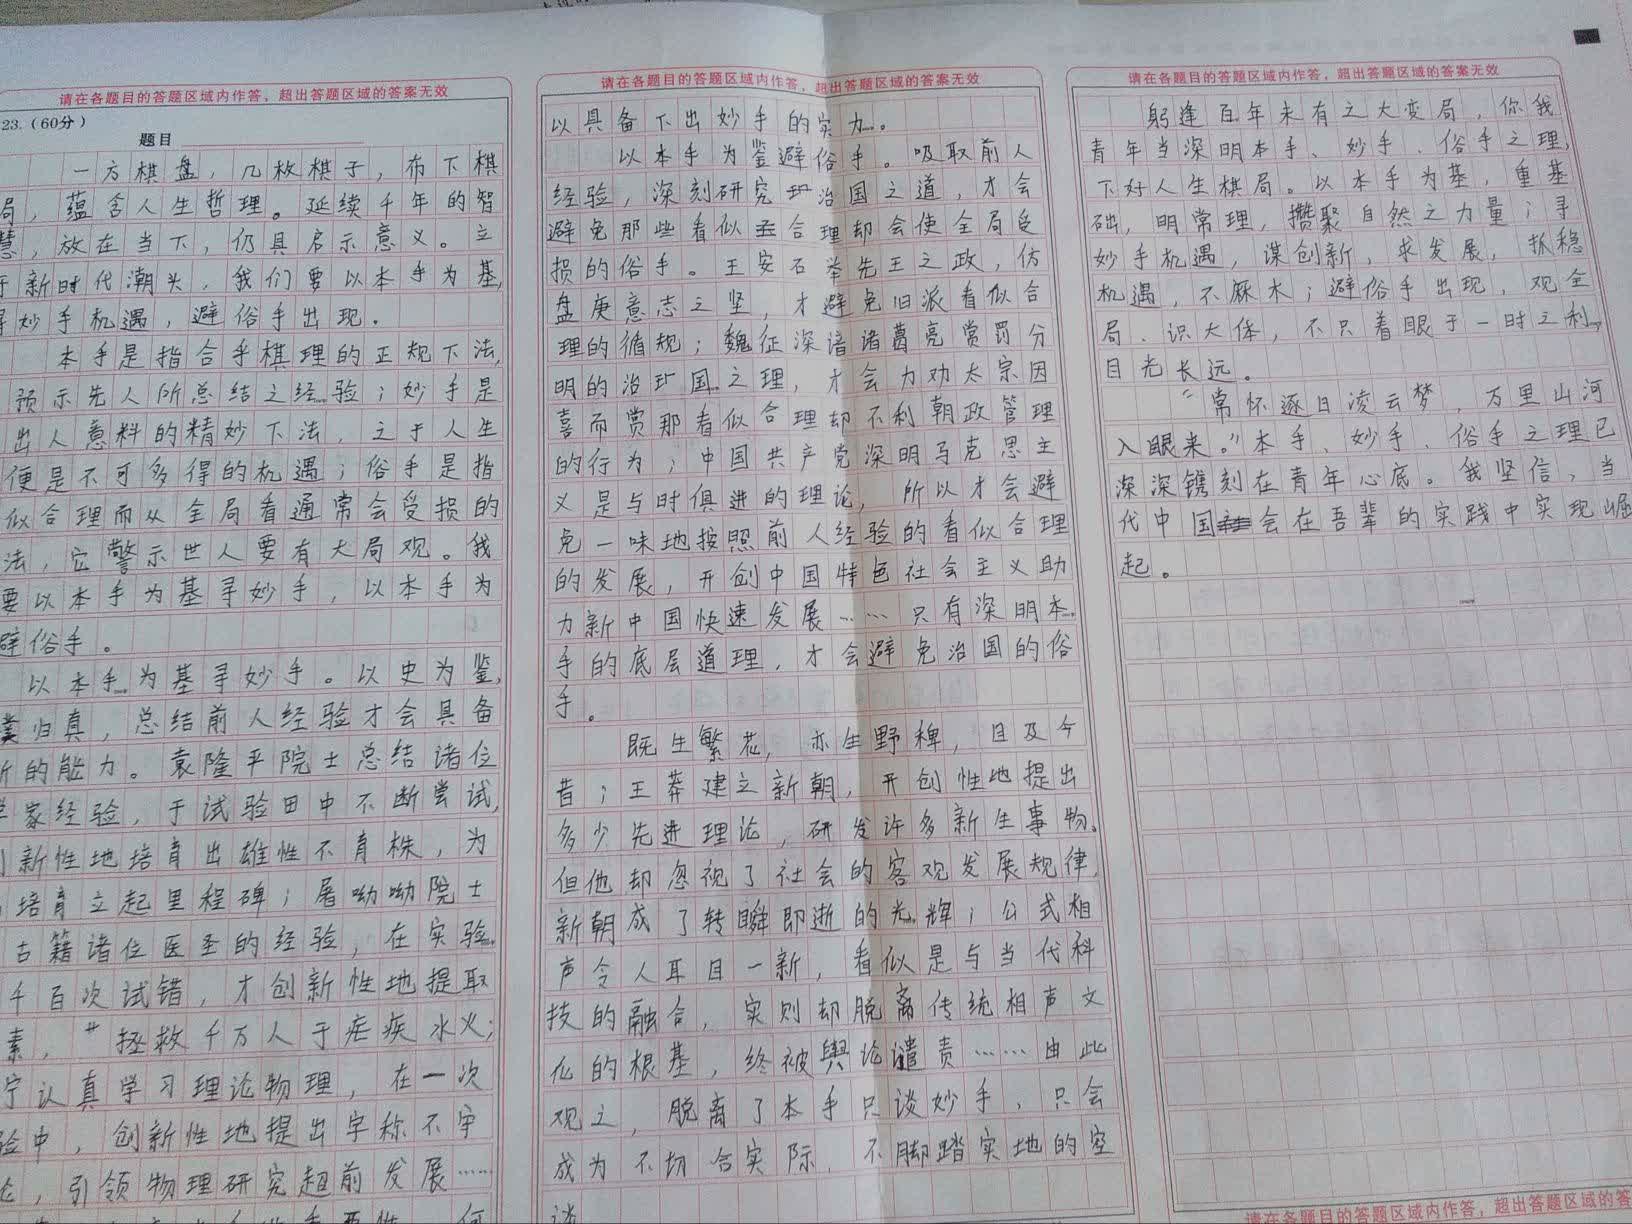 请在各题目的答题区域内作答，超出答题区域的答案无效
23.（60分）
题目
一方棋盘，几枚棋子，布下棋
局，蕴含人生哲理。延续千年的智
慧，放在当下，仍具启示意义。立
于新时代潮头，我们要以本手为基，
寻妙手机遇，避俗手出现。
本手是指合乎棋理的正规下法，
预示先人所总结之经验；妙手是
出人意料的精妙下法，之于人生
便是不可多得的机遇；俗手是指
似合理而从全局看通常会受损的
法，它警示世人要有大局观。我
要以本手为基寻妙手，以本手为
避俗手。
以本手为基寻妙手。以史为鉴，
归真，总结前人经验才会具备
的能力。袁隆平院士总结诸位
家经验，于试验田中不断尝试，
新性地培育出雄性不育株，为
培育立起里程碑；屠呦呦院士
古籍诸位医圣的经验，在实验
千百次试错，才创新性地提取
素，拯救千万人于疟疾水火；
宁认真学习理论物理，在一次
验中，创新性地提出宇称不宇
论，引领物理研究超前发展……
请在各题目的答题区域内作答，超出答题区域的答案无效
以具备下出妙手的实力。
以本手为鉴避俗手。吸取前人
经验，深刻研究治国之道，才会
避免那些看似合理却会使全局受
损的俗手。王安石举先王之政，仿
盘庚意志之坚，才避免旧派看似合
理的循规；魏征深谙诸葛亮赏罚分
明的治国之理，才会力劝太宗因
喜而赏那看似合理却不利朝政管理
的行为；中国共产党深明马克思主
义是与时俱进的理论，所以才会避
免一味地按照前人经验的看似合理
的发展，开创中国特色社会主义助
力新中国快速发展……只有深明本
手的底层道理，才会避免治国的俗
手。
既生繁花，亦生野稗，目及今
昔；王莽建之新朝，开创性地提出
多少先进理论，研发许多新生事物。
但他却忽视了社会的客观发展规律，
新朝成了转瞬即逝的光辉；公式相
声令人耳目一新，看似是与当代科
技的融合，实则却脱离传统相声文
化的根基，终被舆论谴责……由此
观之，脱离了本手只谈妙手，只会
成为不切合实际，不脚踏实地的空
谈
请在各题目的答题区域内作答，超出答题区域的答案无效
躬逢百年未有之大变局，你我
青年当深明本手、妙手、俗手之理，
下好人生棋局。以本手为基，重基
础，明常理，攒聚自然之力量；寻
妙手机遇，谋创新，求发展，抓稳
机遇，不麻木；避俗手出现，观全
局、识大体，不只着眼于一时之利，
目光长远。
“常怀逐日凌云梦，万里山河
入眼来。”本手、妙手、俗手之理已
深深镌刻在青年心底。我坚信，当
代中国会在吾辈的实践中实现崛
起。
请在各题目的答题区域内作答，超出答题区域的答